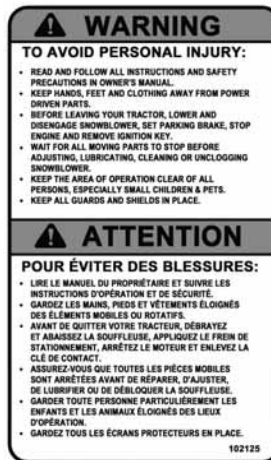 WARNING
TO AVOID PERSONAL INJURY:
• READ AND FOLLOW ALL INSTRUCTIONS AND SAFETY
PRECAUTIONS IN OWNER'S MANUAL.
• KEEP HANDS, FEET AND CLOTHING AWAY FROM POWER
DRIVEN PARTS.
• BEFORE LEAVING YOUR TRACTOR, LOWER AND
DISENGAGE SNOWBLOWER, SET PARKING BRAKE, STOP
ENGINE AND REMOVE IGNITION KEY.
• WAIT FOR ALL MOVING PARTS TO STOP BEFORE
ADJUSTING, LUBRICATING, CLEANING OR UNCLOGGING
SNOWBLOWER.
• KEEP THE AREA OF OPERATION CLEAR OF ALL
PERSONS, ESPECIALLY SMALL CHILDREN & PETS.
• KEEP ALL GUARDS AND SHIELDS IN PLACE.
ATTENTION
POUR ÉVITER DES BLESSURES:
• LIRE LE MANUEL DU PROPRIÉTAIRE ET SUIVRE LES
INSTRUCTIONS D'OPÉRATION ET DE SÉCURITÉ.
• GARDEZ LES MAINS, PIEDS ET VÊTEMENTS ÉLOIGNÉS
DES ÉLÉMENTS MOBILES OU ROTATIFS.
• AVANT DE QUITTER VOTRE TRACTEUR, DÉBRAYEZ
ET ABAISSEZ LA SOUFFLEUSE, APPLIQUEZ LE FREIN DE
STATIONNEMENT, ARRÊTEZ LE MOTEUR ET ENLEVEZ LA
CLÉ DE CONTACT.
• ASSUREZ-VOUS QUE TOUTES LES PIÈCES MOBILES
SONT ARRÊTÉES AVANT DE RÉPARER, D'AJUSTER,
DE LUBRIFIER OU DE DÉBLOQUER LA SOUFFLEUSE.
• GARDER TOUTE PERSONNE PARTICULIÈREMENT LES
ENFANTS ET LES ANIMAUX ÉLOIGNÉS DES LIEUX
D'OPÉRATION.
• GARDEZ TOUS LES ÉCRANS PROTECTEURS EN PLACE.
102125